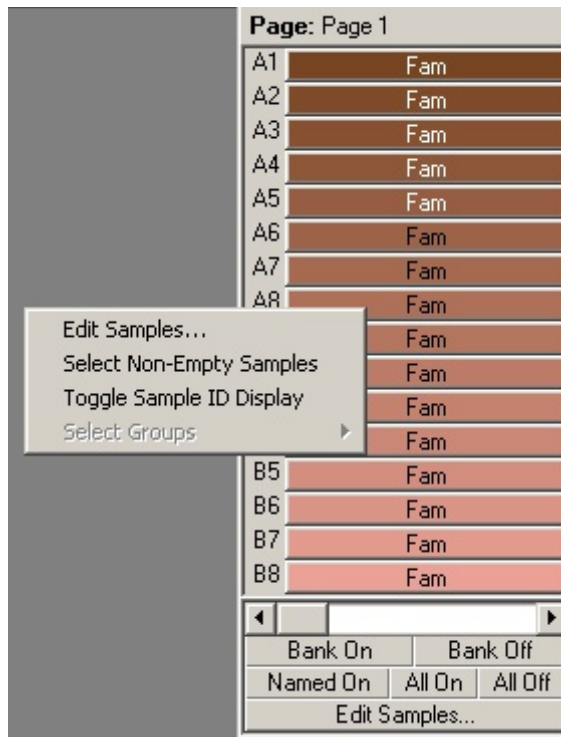 Page: Page 1
A1 Fam
A2 Fam
A3 Fam
A4 Fam
A5 Fam
A6 Fam
A7 Fam
A8 Fam
Fam
Fam
Fam
Fam
B5 Fam
B6 Fam
B7 Fam
B8 Fam
Edit Samples...
Select Non-Empty Samples
Toggle Sample ID Display
Select Groups
Bank On Bank Off
Named On All On All Off
Edit Samples...